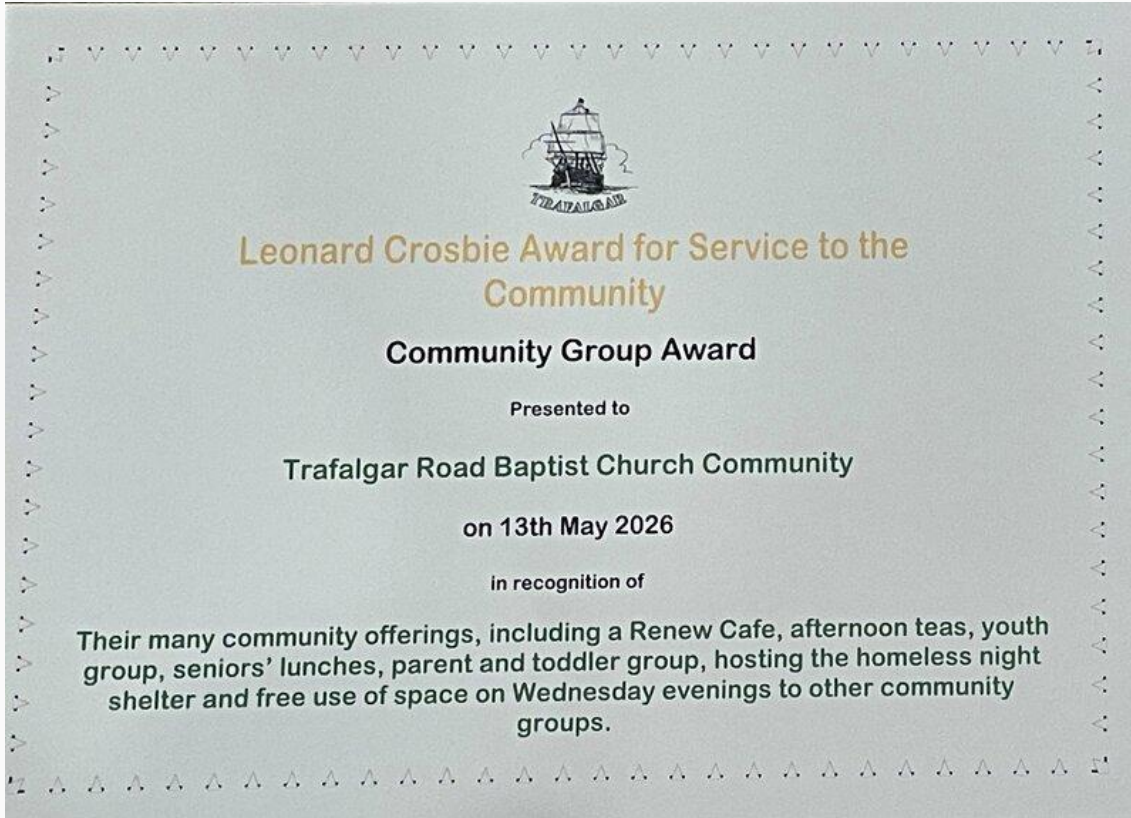 TRAFALGAR
Leonard Crosbie Award for Service to the
Community
Community Group Award
Presented to
Trafalgar Road Baptist Church Community
on 13th May 2026
in recognition of
Their many community offerings, including a Renew Cafe, afternoon teas, youth
group, seniors’ lunches, parent and toddler group, hosting the homeless night
shelter and free use of space on Wednesday evenings to other community
groups.